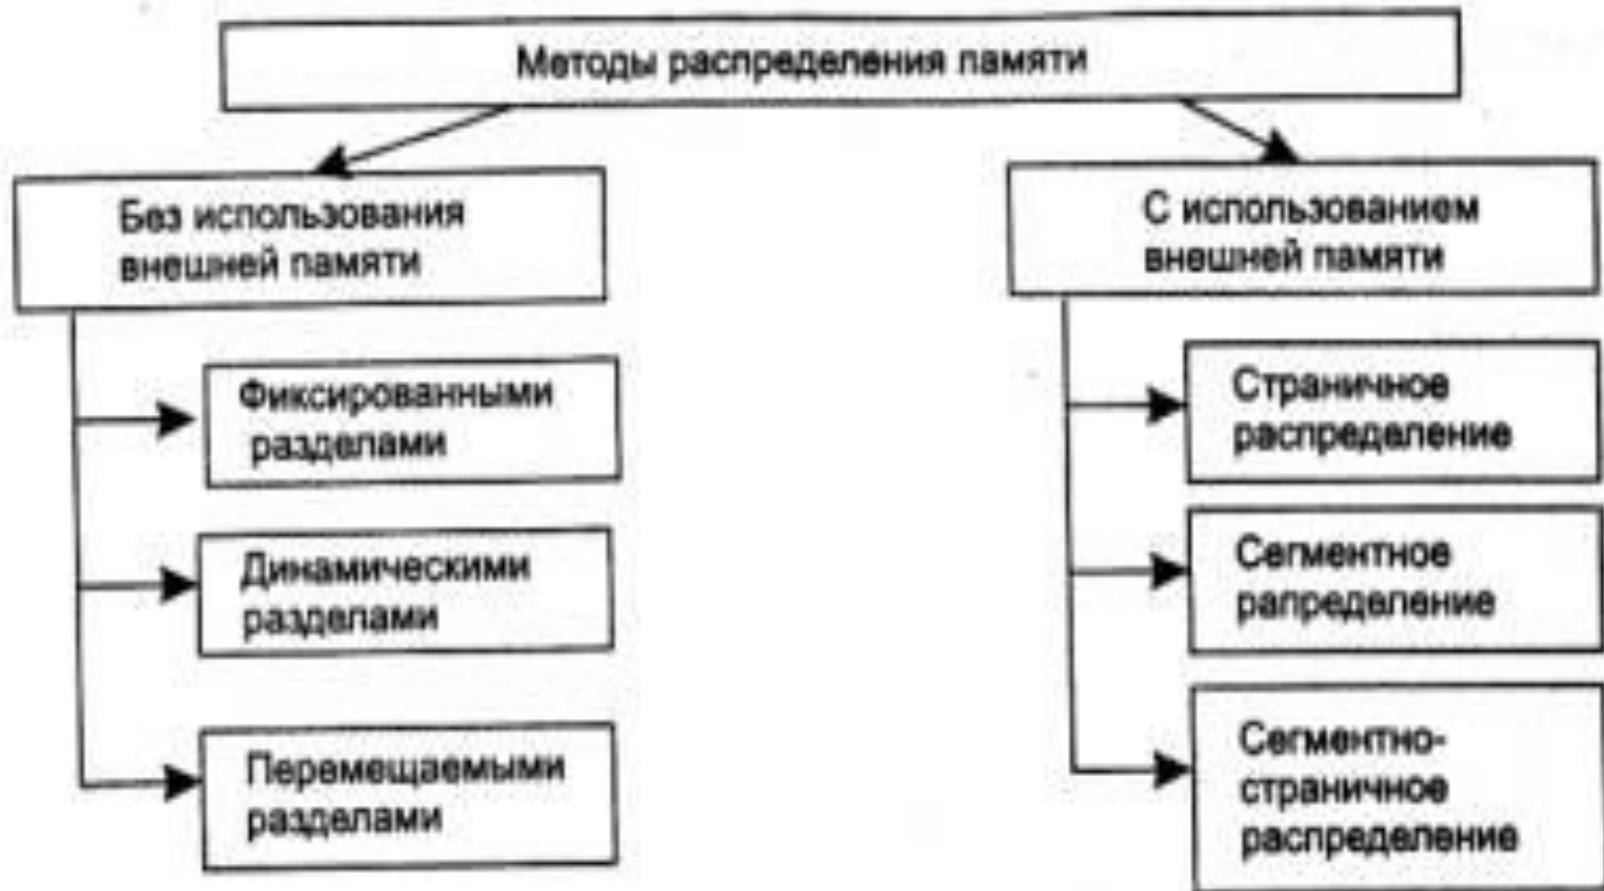 Методы распределения памяти
Без использования
внешней памяти
Фиксированными
разделами
Динамическими
разделами
Перемещаемыми
разделами
С использованием
внешней памяти
Страничное
распределение
Сегментное
рапределение
Сегментно-
страничное
распределение